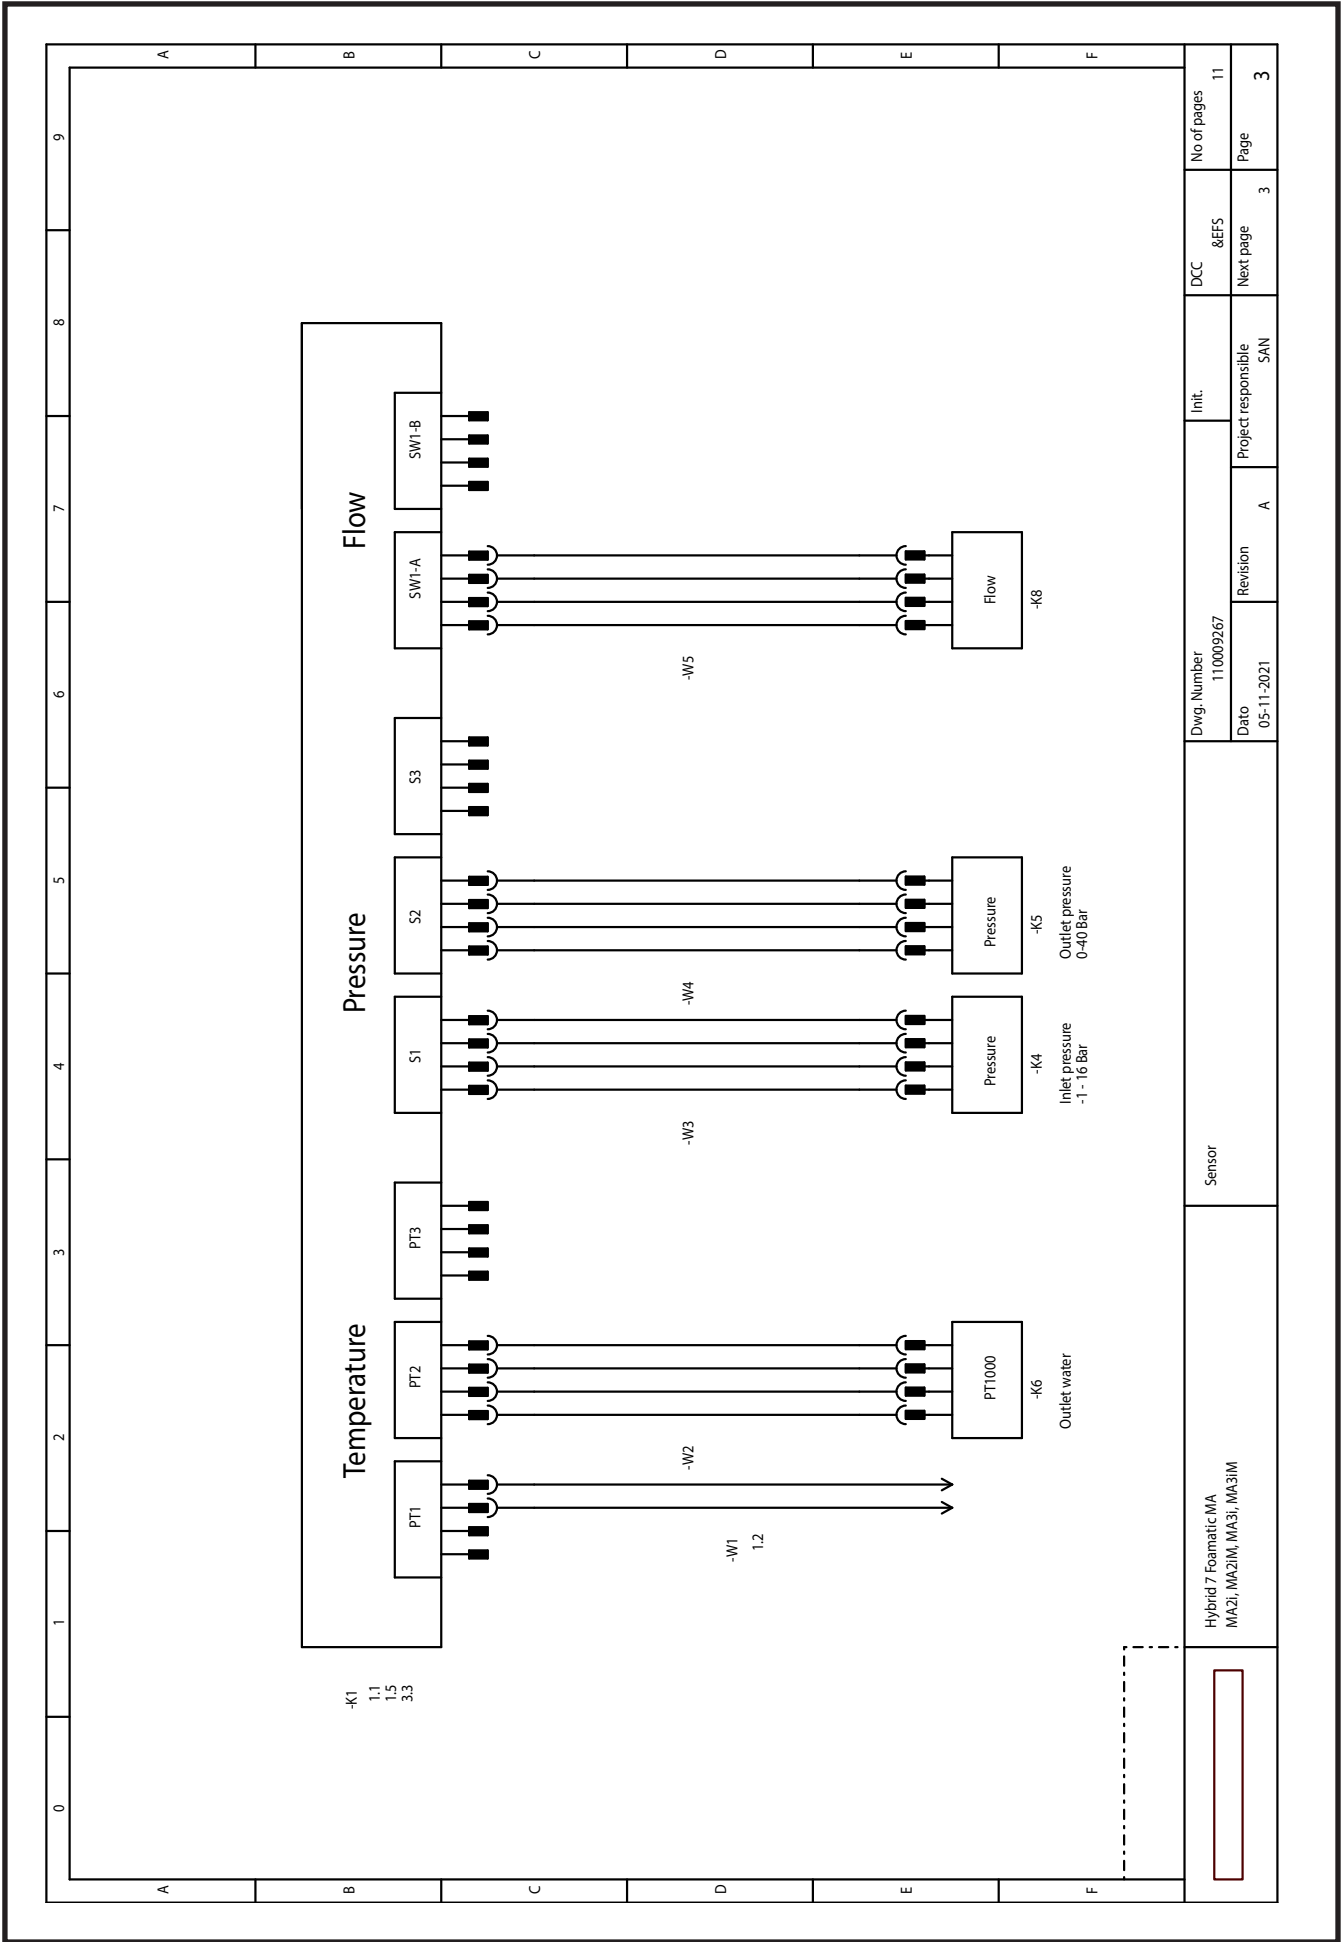 0 1 2 3 4 5 6 7 8 9
A A
B B
C C
D D
E E
F F
-K1
1.1
1.5
3.3
Temperature
Pressure
Flow
PT1
PT2
PT3
S1
S2
S3
SW1-A
SW1-B
-W1
1.2
-W2
-W3
-W4
-W5
PT1000
-K6
Outlet water
Pressure
-K4
Inlet pressure
-1 - 16 Bar
Pressure
-K5
Outlet pressure
0-40 Bar
Flow
-K8
Hybrid 7 Foamatic MA
MA2i, MA2iM, MA3i, MA3iM
Sensor
Dwg. Number
110009267
Init.
DCC
&EFS
No of pages
11
Dato
05-11-2021
Revision
A
Project responsible
SAN
Next page
3
Page
3